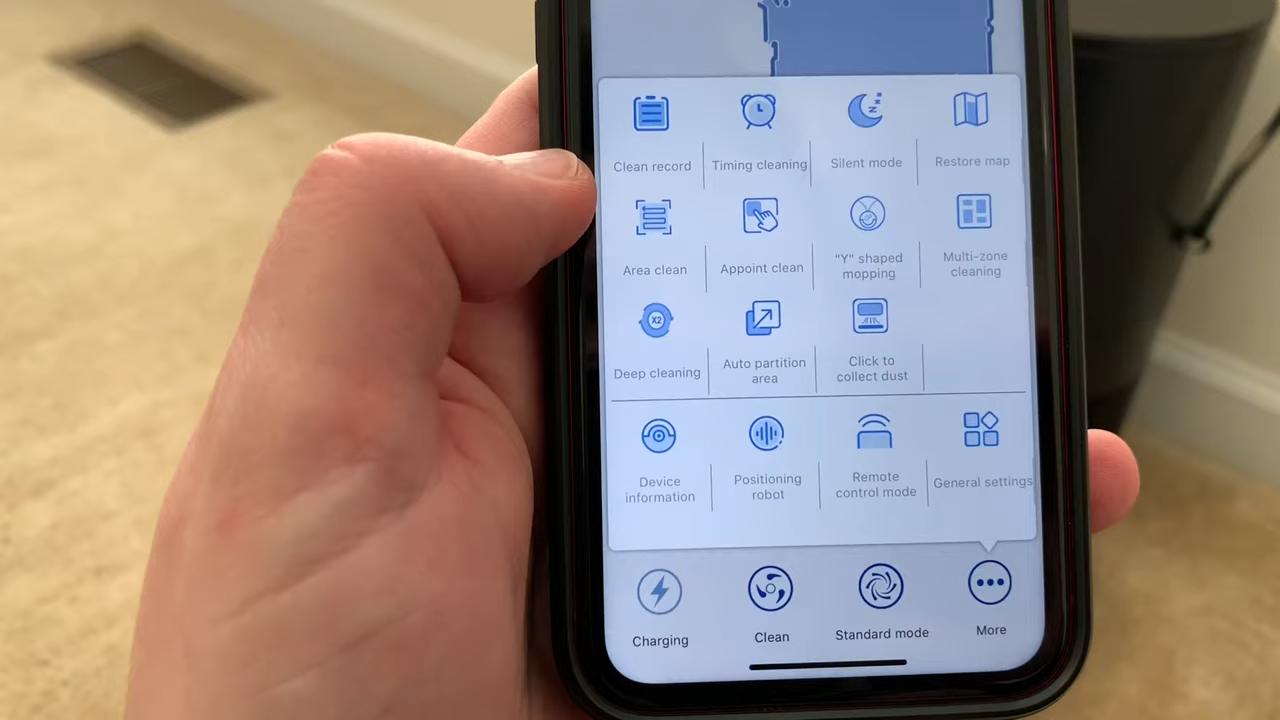 Clean record
Timing cleaning
Silent mode
Restore map
Area clean
Appoint clean
"Y" shaped
mopping
Multi-zone
cleaning
X2
Deep cleaning
Auto partition
area
Click to
collect dust
Device
information
Positioning
robot
Remote
control mode
General settings
Charging
Clean
Standard mode
More